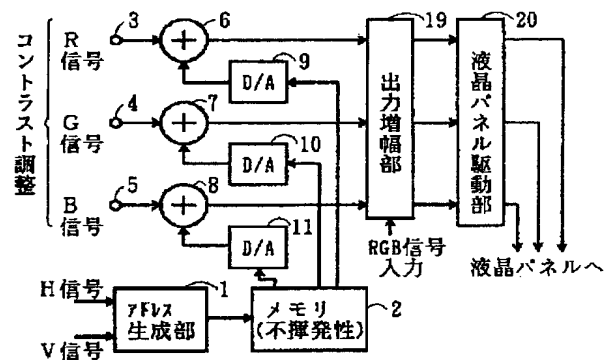 コントラスト調整
R
信号
3
6
19
20
9
D/A
G
信号
4
7
10
D/A
B
信号
5
8
11
D/A
出力増幅部
液晶パネル駆動部
RGB信号
入力
液晶パネルへ
H信号
V信号
1
アドレス
生成部
メモリ
(不揮発性)
2